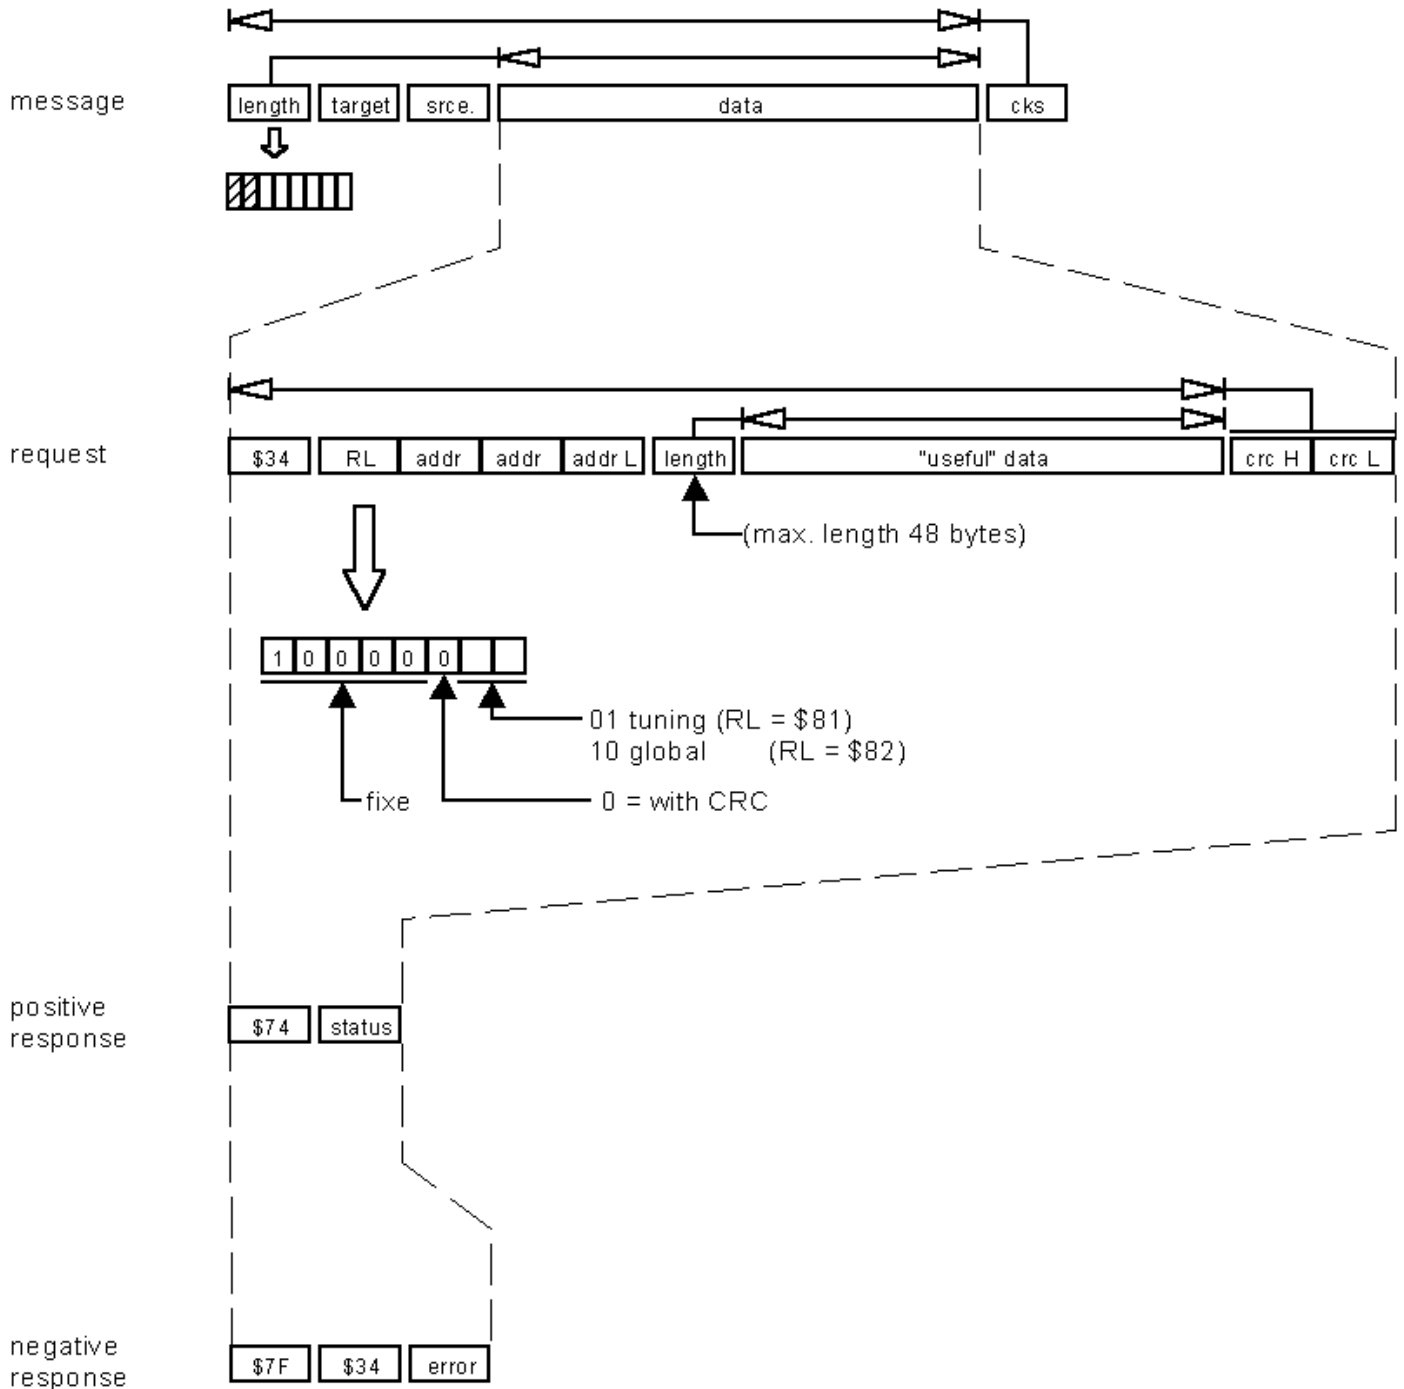 message
length target srce. data cks
request
$34 RL addr addr addr L length "useful" data crc H crc L
(max. length 48 bytes)
1 0 0 0 0 0
01 tuning (RL = $81)
10 global (RL = $82)
fixe
0 = with CRC
positive
response
$74 status
negative
response
$7F $34 error